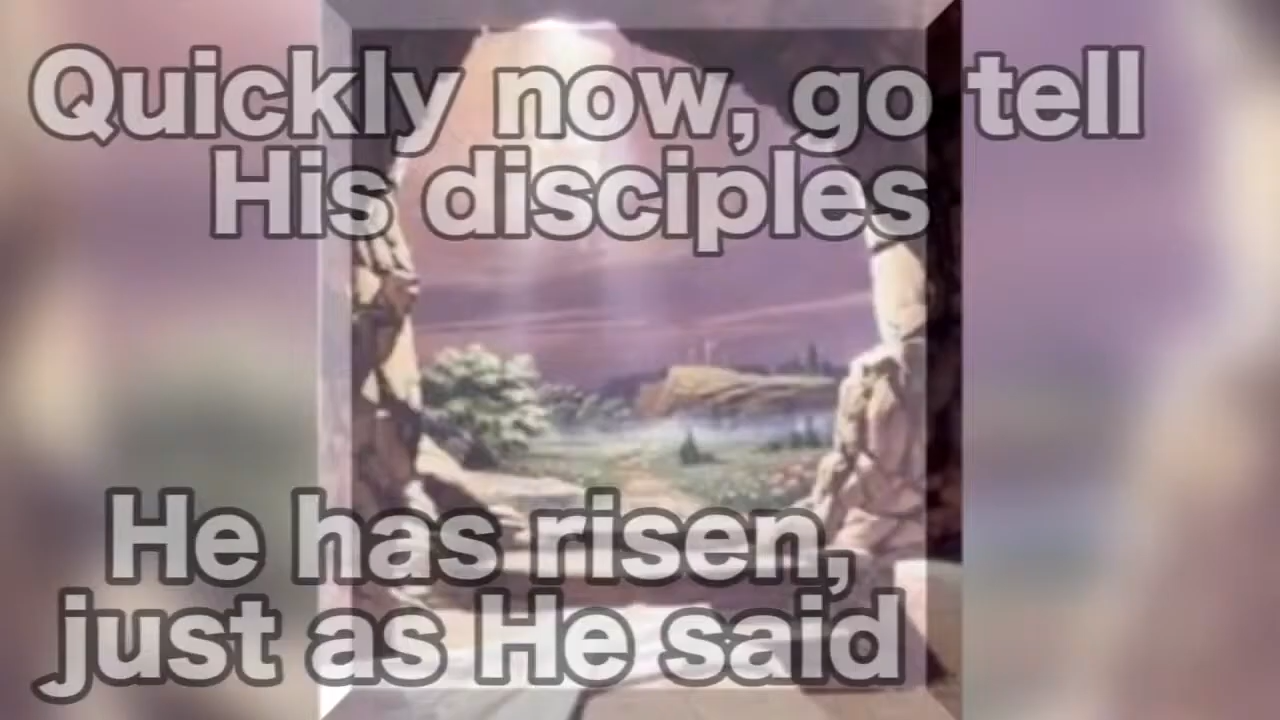 Quickly now, go tell
His disciples
He has risen,
just as He said